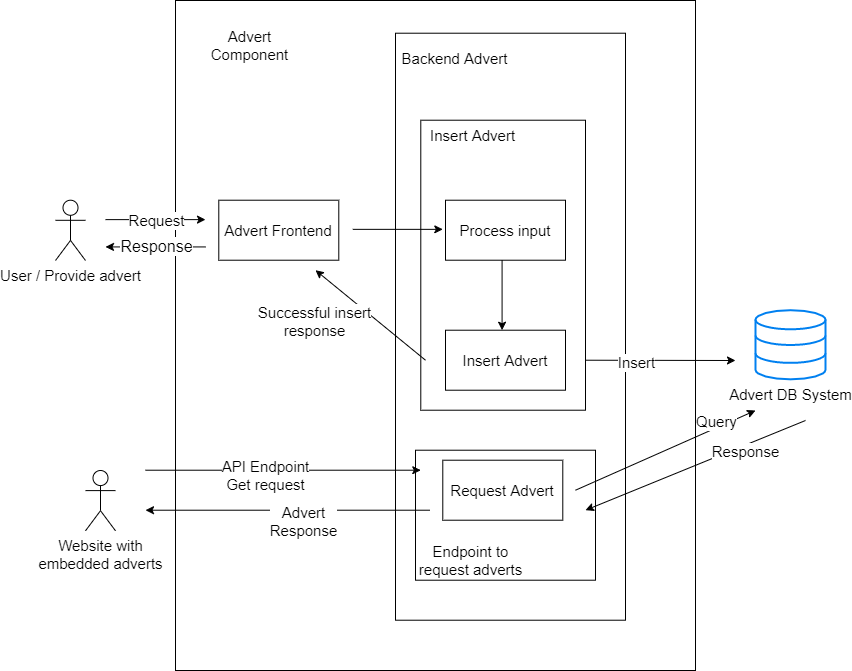 Advert
Component
Backend Advert
Insert Advert
Request
Response
User / Provide advert
Advert Frontend
Process input
Successful insert
response
Insert Advert
Insert
Advert DB System
Query
Response
API Endpoint
Get request
Request Advert
Advert
Response
Website with
embedded adverts
Endpoint to
request adverts